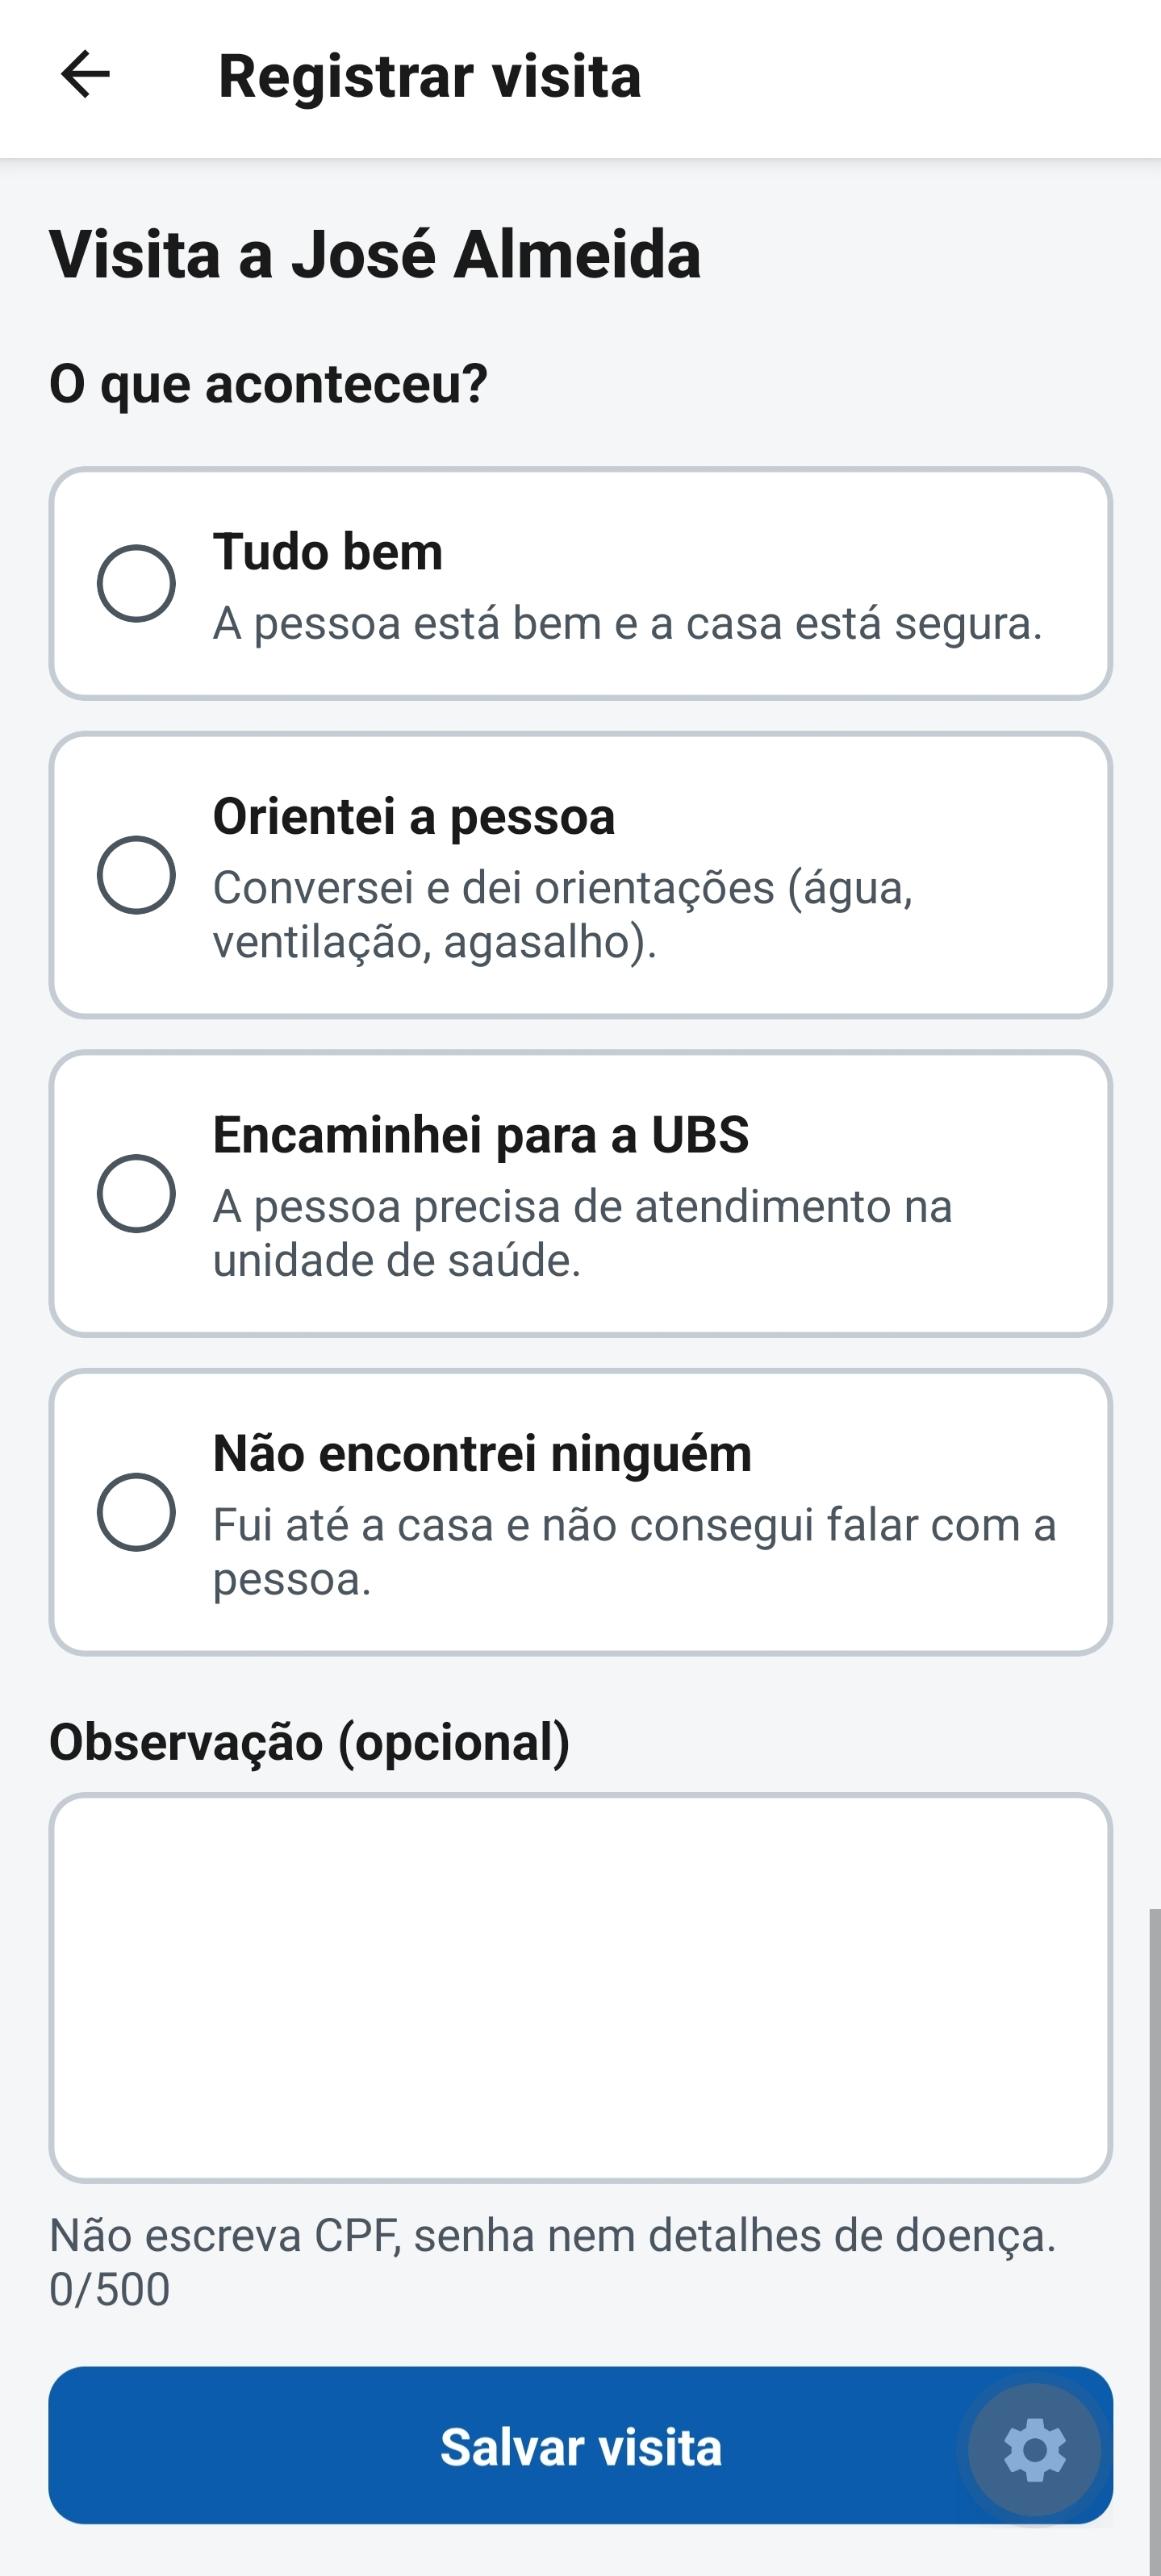 Registrar visita
Visita a José Almeida
O que aconteceu?
Tudo bem
A pessoa está bem e a casa está segura.
Orientei a pessoa
Conversei e dei orientações (água,
ventilação, agasalho).
Encaminhei para a UBS
A pessoa precisa de atendimento na
unidade de saúde.
Não encontrei ninguém
Fui até a casa e não consegui falar com a
pessoa.
Observação (opcional)
Não escreva CPF, senha nem detalhes de doença.
0/500
Salvar visita